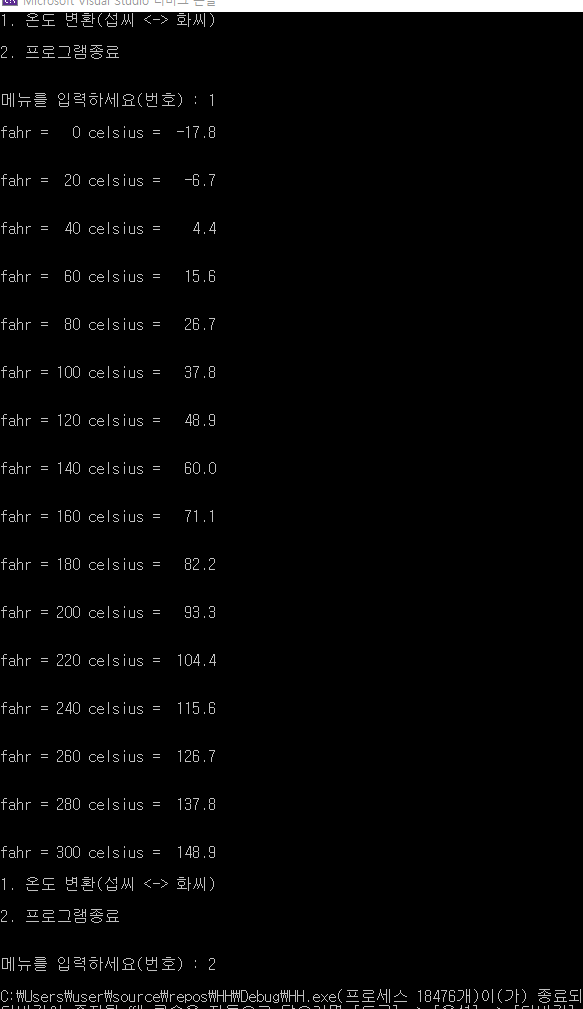 Microsoft Visual Studio 디버그 콘솔
1. 온도 변환(섭씨 <-> 화씨)
2. 프로그램종료
메뉴를 입력하세요(번호) : 1
fahr =   0 celsius =  -17.8
fahr =  20 celsius =   -6.7
fahr =  40 celsius =    4.4
fahr =  60 celsius =   15.6
fahr =  80 celsius =   26.7
fahr = 100 celsius =   37.8
fahr = 120 celsius =   48.9
fahr = 140 celsius =   60.0
fahr = 160 celsius =   71.1
fahr = 180 celsius =   82.2
fahr = 200 celsius =   93.3
fahr = 220 celsius =  104.4
fahr = 240 celsius =  115.6
fahr = 260 celsius =  126.7
fahr = 280 celsius =  137.8
fahr = 300 celsius =  148.9
1. 온도 변환(섭씨 <-> 화씨)
2. 프로그램종료
메뉴를 입력하세요(번호) : 2
C:₩Users₩user₩source₩repos₩HH₩Debug₩HH.exe(프로세스 18476개)이(가) 종료되